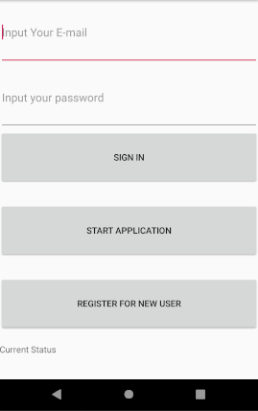 Input Your E-mail
Input your password
SIGN IN
START APPLICATION
REGISTER FOR NEW USER
Current Status